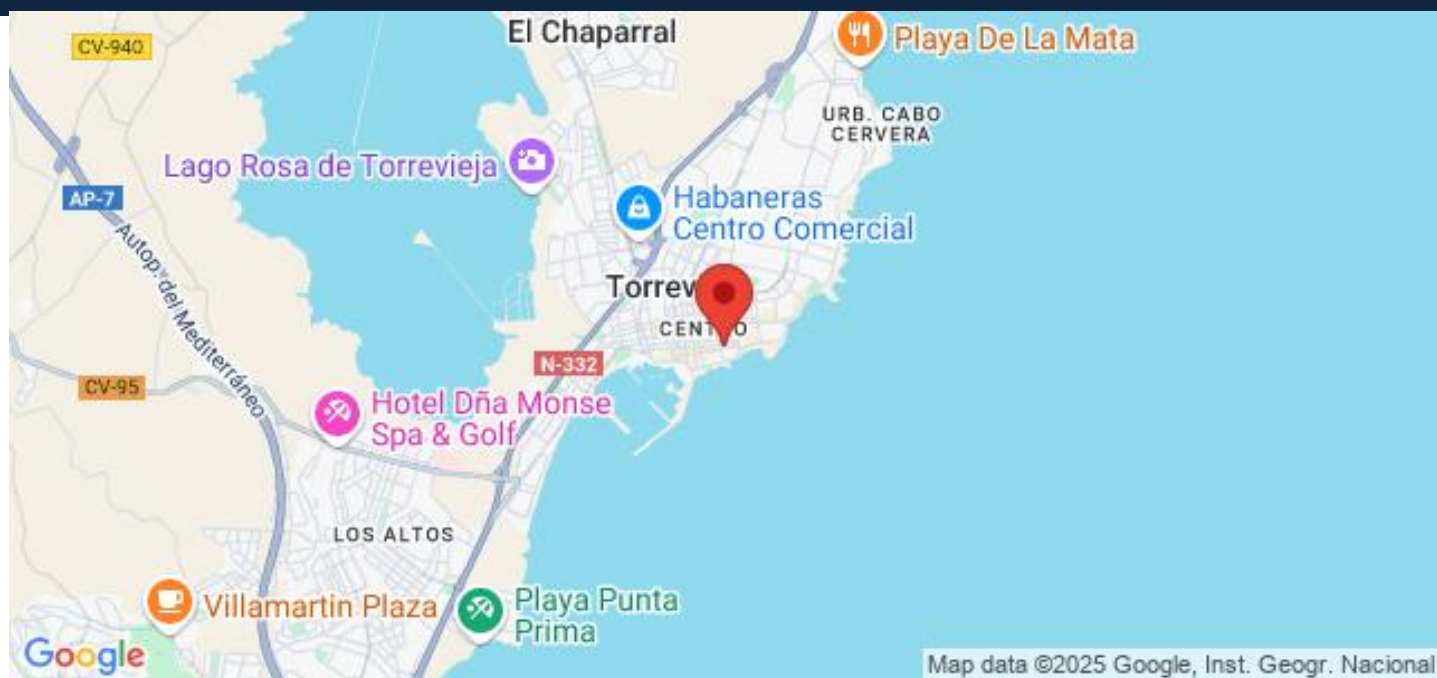 El Chaparral
CV-940
Playa De La Mata
URB. CABO
CERVERA
Lago Rosa de Torrevieja
Habaneras
Centro Comercial
AP-7
Autop. del Mediterráneo
CV-95
N-332
Hotel Dña Monse
Spa & Golf
LOS ALTOS
Villamartin Plaza
Playa Punta
Prima
Google
Map data ©2025 Google, Inst. Geogr. Nacional